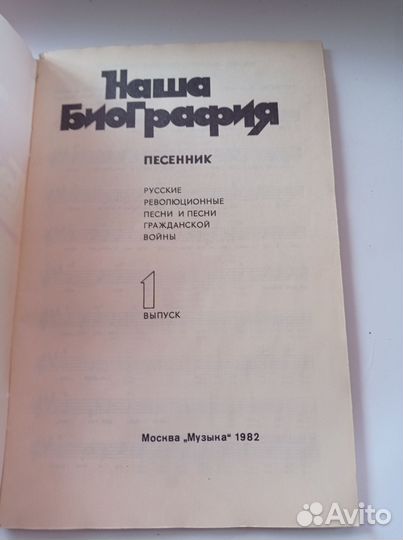 Наша
Биография
ПЕСЕННИК
РУССКИЕ
РЕВОЛЮЦИОННЫЕ
ПЕСНИ И ПЕСНИ
ГРАЖДАНСКОЙ
ВОЙНЫ
1
ВЫПУСК
Москва „Музыка" 1982
Avito